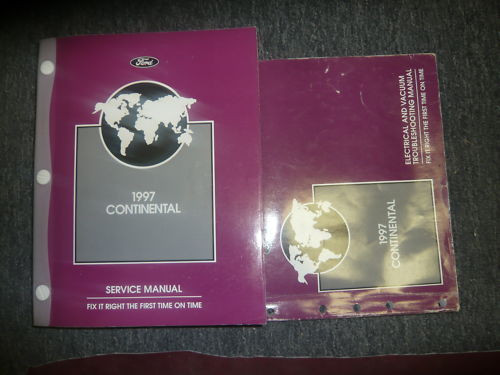 Ford
1997
CONTINENTAL
SERVICE MANUAL
FIX IT RIGHT THE FIRST TIME ON TIME
ELECTRICAL AND VACUUM
TROUBLESHOOTING MANUAL
FIX IT RIGHT THE FIRST TIME ON TIME
1997
CONTINENTAL